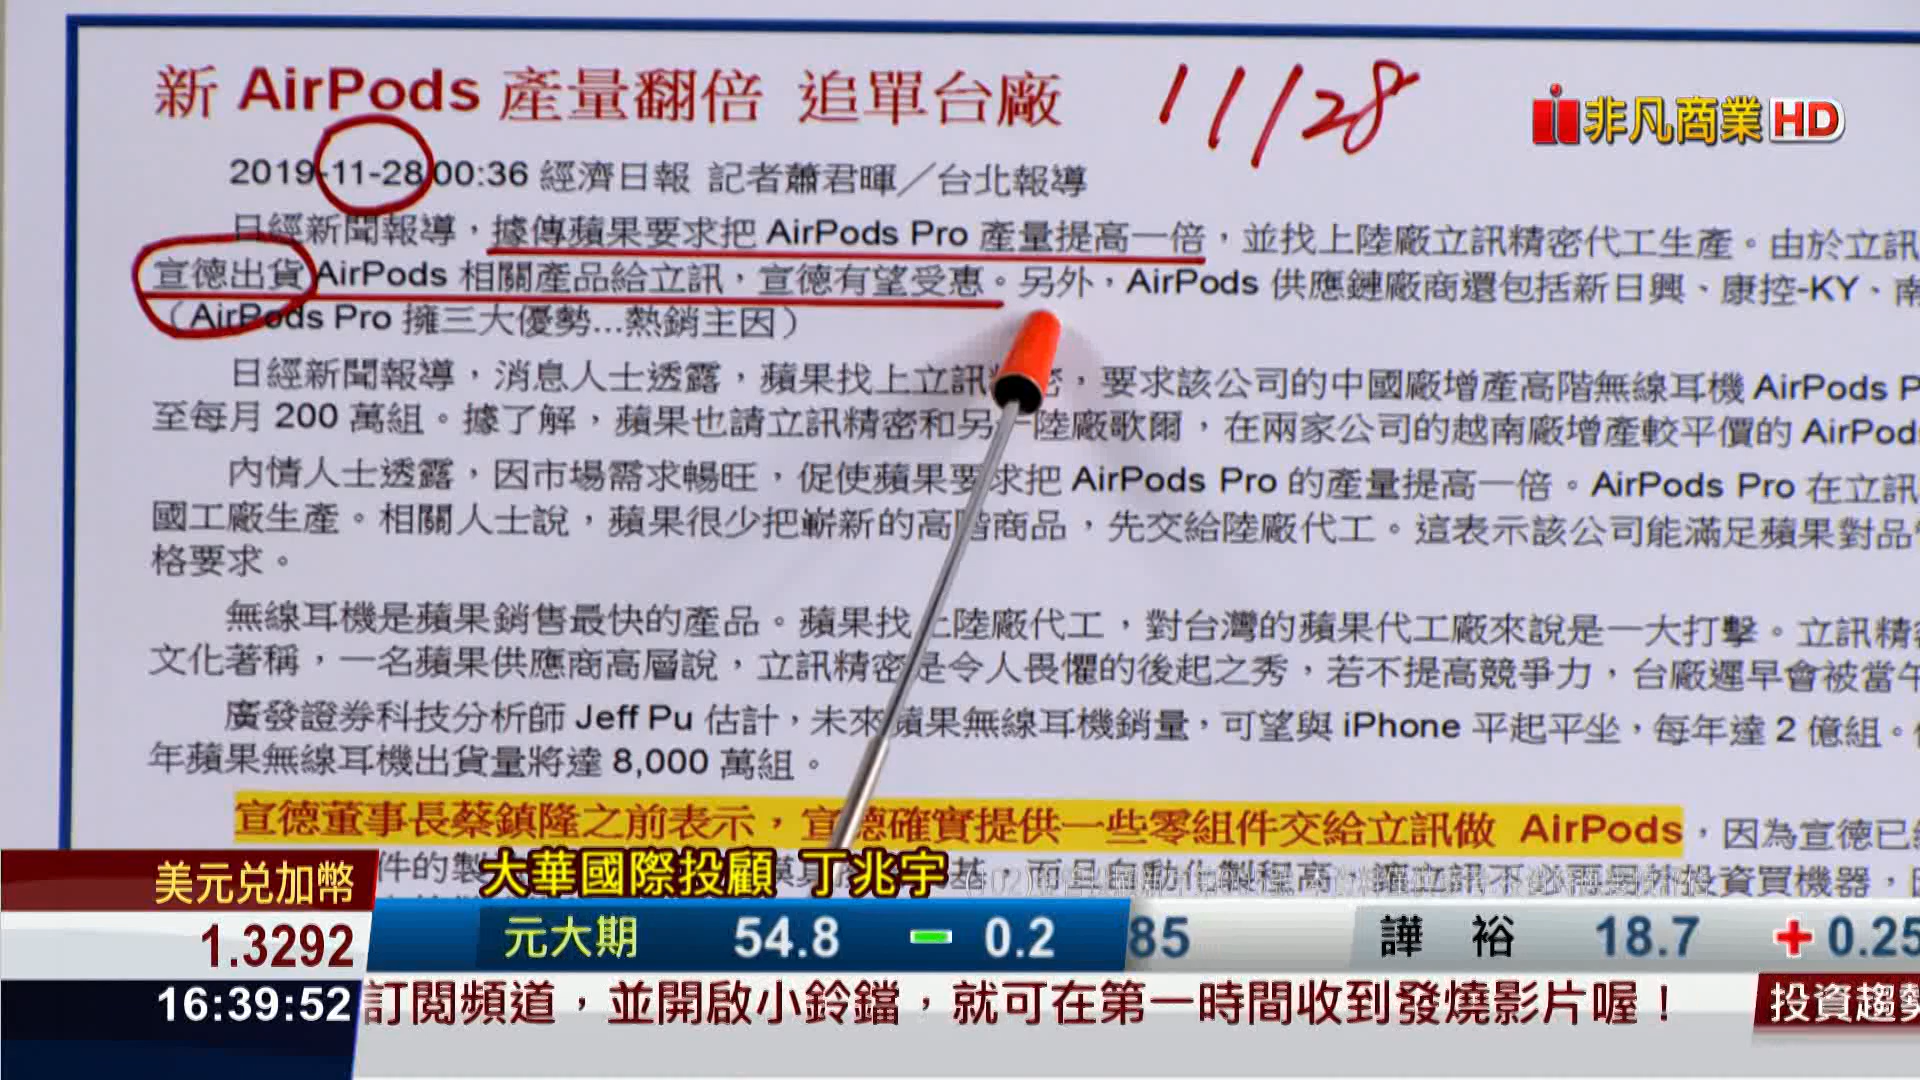 新 AirPods 產量翻倍 追單台廠
11/28
非凡商業HD
2019-11-28 00:36 經濟日報 記者蕭君暉／台北報導
日經新聞報導，據傳蘋果要求把 AirPods Pro 產量提高一倍，並找上陸廠立訊精密代工生產。由於立訊
宣德出貨 AirPods 相關產品給立訊，宣德有望受惠。另外，AirPods 供應鏈廠商還包括新日興、康控-KY、南
（AirPods Pro 擁三大優勢...熱銷主因）
日經新聞報導，消息人士透露，蘋果找上立訊精密，要求該公司的中國廠增產高階無線耳機 AirPods P
至每月 200 萬組。據了解，蘋果也請立訊精密和另一陸廠歌爾，在兩家公司的越南廠增產較平價的 AirPod
內情人士透露，因市場需求暢旺，促使蘋果要求把 AirPods Pro 的產量提高一倍。AirPods Pro 在立訊
國工廠生產。相關人士說，蘋果很少把嶄新的高階商品，先交給陸廠代工。這表示該公司能滿足蘋果對品
格要求。
無線耳機是蘋果銷售最快的產品。蘋果找上陸廠代工，對台灣的蘋果代工廠來說是一大打擊。立訊精
文化著稱，一名蘋果供應商高層說，立訊精密是令人畏懼的後起之秀，若不提高競爭力，台廠遲早會被當午
廣發證券科技分析師 Jeff Pu 估計，未來蘋果無線耳機銷量，可望與 iPhone 平起平坐，每年達 2 億組。
年蘋果無線耳機出貨量將達 8,000 萬組。
宣德董事長蔡鎮隆之前表示，宣德確實提供一些零組件交給立訊做 AirPods，因為宣德已
件的製
投資買機器，
美元兌加幣
大華國際投顧 丁兆宇
1.3292
元大期 54.8 0.2 85 譁裕 18.7 + 0.25
16:39:52
訂閱頻道，並開啟小鈴鐺，就可在第一時間收到發燒影片喔！
投資趨勢